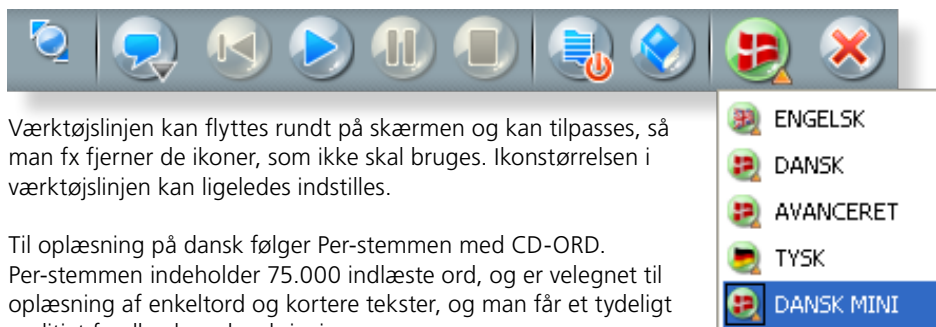 ENGELSK
DANSK
AVANCERET
TYSK
DANSK MINI
Værktøjslinjen kan flyttes rundt på skærmen og kan tilpasses, så
man fx fjerner de ikoner, som ikke skal bruges. Ikonstørrelsen i
værktøjslinjen kan ligeledes indstilles.
Til oplæsning på dansk følger Per-stemmen med CD-ORD.
Per-stemmen indeholder 75.000 indlæste ord, og er velegnet til
oplæsning af enkeltord og kortere tekster, og man får et tydeligt